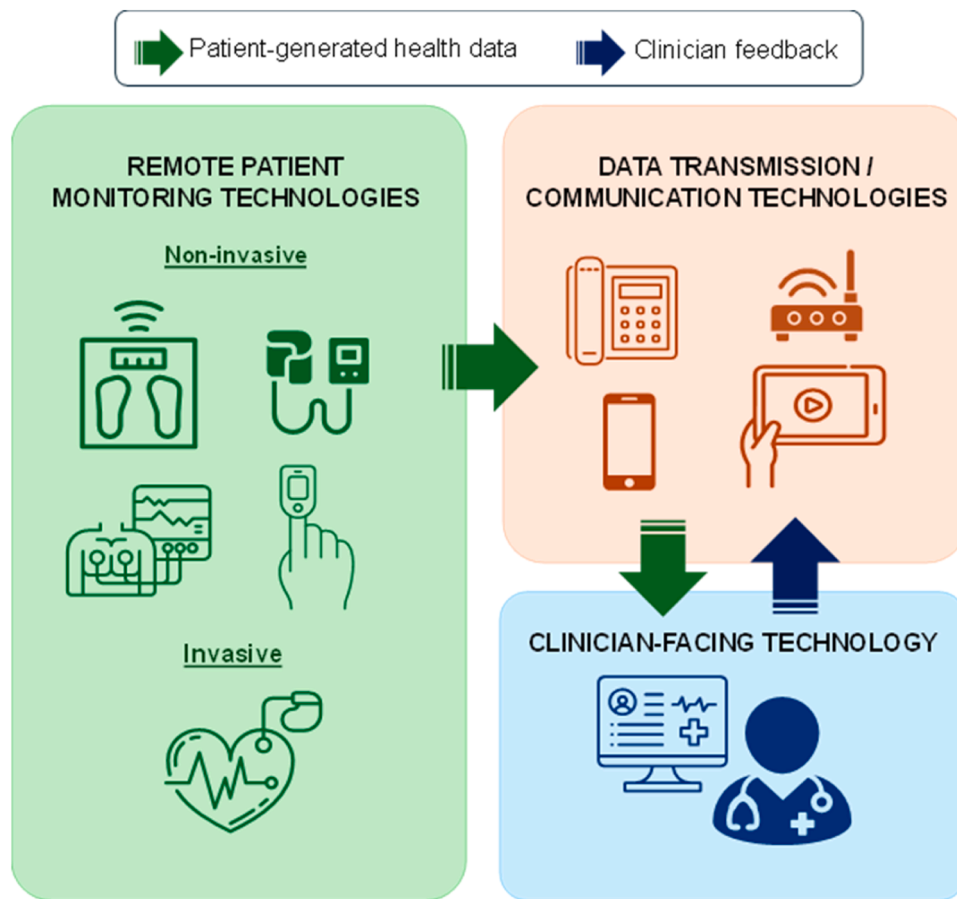 Patient-generated health data
Clinician feedback
REMOTE PATIENT
MONITORING TECHNOLOGIES
Non-invasive
Invasive
DATA TRANSMISSION /
COMMUNICATION TECHNOLOGIES
CLINICIAN-FACING TECHNOLOGY